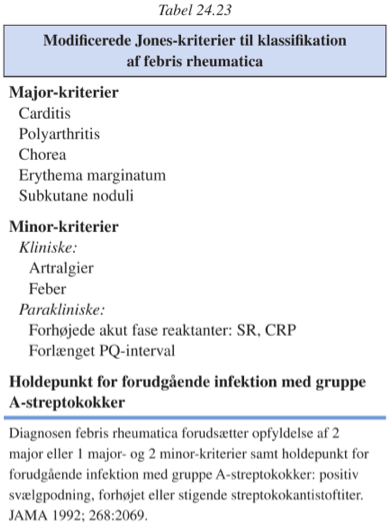 Tabel 24.23
Modificerede Jones-kriterier til klassifikation
af febris rheumatica
Major-kriterier
Carditis
Polyarthritis
Chorea
Erythema marginatum
Subkutane noduli
Minor-kriterier
Kliniske:
Artralgier
Feber
Parakliniske:
Forhøjede akut fase reaktanter: SR, CRP
Forlænget PQ-interval
Holdepunkt for forudgående infektion med gruppe
A-streptokokker
Diagnosen febris rheumatica forudsætter opfyldelse af 2
major eller 1 major- og 2 minor-kriterier samt holdepunkt for
forudgående infektion med gruppe A-streptokokker: positiv
svælgpodning, forhøjet eller stigende streptokokantistoftiter.
JAMA 1992; 268:2069.